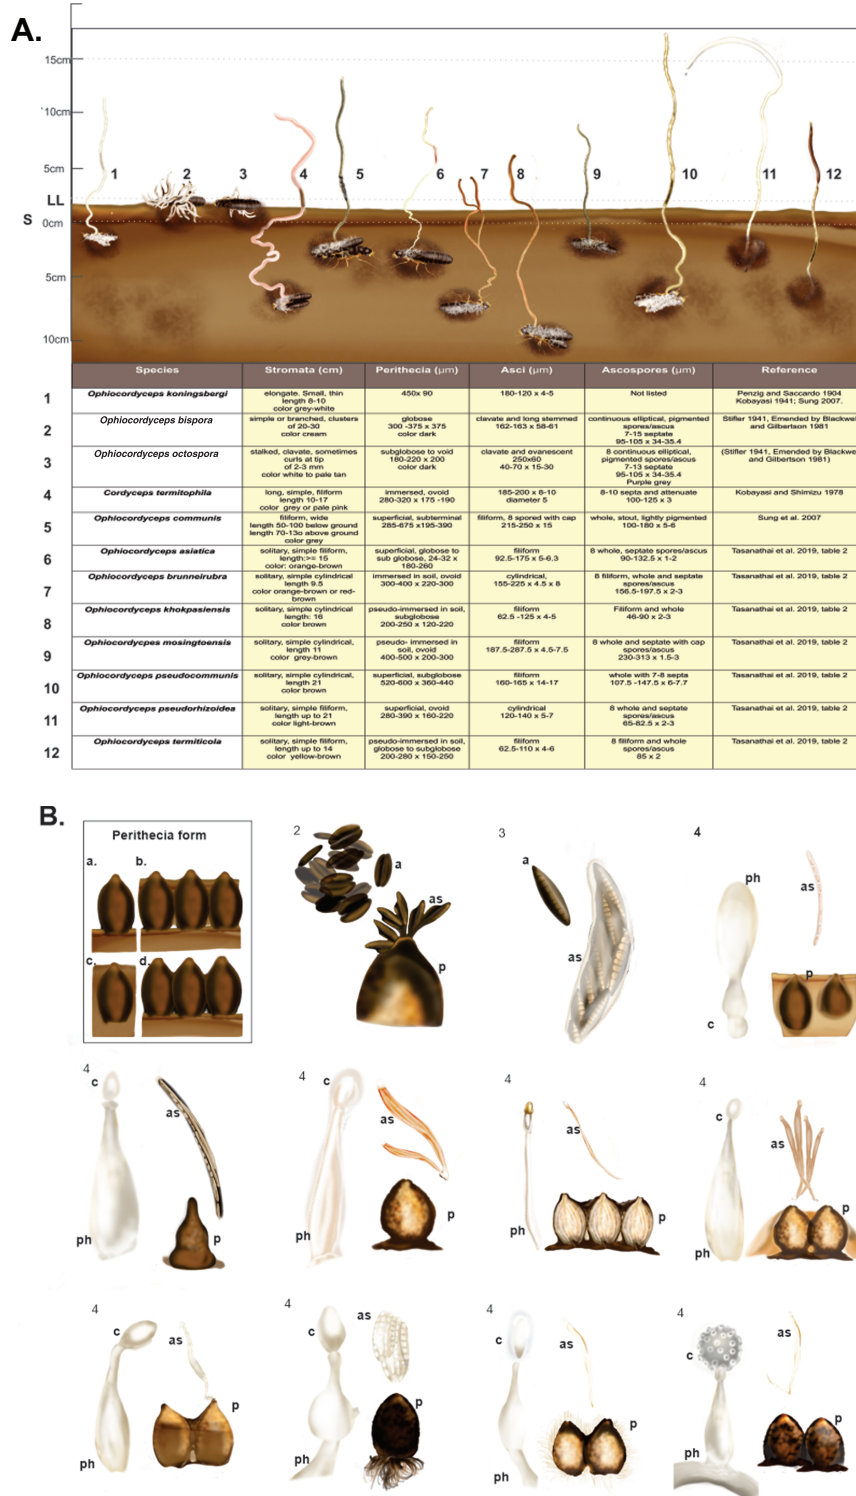 A.
15cm
10cm
5cm
LL
S
0cm
5cm
10cm
1
2
3
4
5
6
7
8
9
10
11
12
Species Stromata (cm) Perithecia (µm) Asci (µm) Ascospores (µm) Reference
1
Ophiocordyceps koningsbergi
elongate. Small, thin
length 8-10
color grey-white
450x 90
180-120 x 4-5
Not listed
Penzig and Saccardo 1904
Kobayasi 1941; Sung 2007.
2
Ophiocordyceps bispora
simple or branched, clusters
of 20-30
color cream
globose
300 -375 x 375
color dark
clavate and long stemmed
162-163 x 58-61
continuous elliptical, pigmented
spores/ascus
7-15 septate
95-105 x 34-35.4
Stifler 1941, Emended by Blackwe
and Gilbertson 1981
3
Ophiocordyceps octospora
stalked, clavate, sometimes
curls at tip
of 2-3 mm
color white to pale tan
subglobose to void
180-220 x 200
color dark
clavate and evanescent
250x60
40-70 x 15-30
8 continuous elliptical,
pigmented spores/ascus
7-13 septate
95-105 x 34-35.4
Purple grey
(Stifler 1941, Emended by Blackwe
and Gilbertson 1981)
4
Cordyceps termitophila
long, simple, filiform
length 10-17
color grey or pale pink
immersed, ovoid
280-320 x 175 -190
185-200 x 8-10
diameter 5
8-10 septa and attenuate
100-125 x 3
Kobayasi and Shimizu 1978
5
Ophiocordyceps communis
filiform, wide
length 50-100 below ground
length 70-13o above ground
color grey
superficial, subterminal
285-675 x195-390
filiform, 8 spored with cap
215-250 x 15
whole, stout, lightly pigmented
100-180 x 5-6
Sung et al. 2007
6
Ophiocordyceps asiatica
solitary, simple filiform,
length:>= 15
color: orange-brown
superficial, globose to
sub globose, 24-32 x
180-260
filiform
92.5-175 x 5-6.3
8 whole, septate spores/ascus
90-132.5 x 1-2
Tasanathai et al. 2019, table 2
7
Ophiocordyceps brunneirubra
solitary, simple cylindrical
length 9.5
color orange-brown or red-
brown
immersed in soil, ovoid
300-400 x 220-300
cylindrical,
155-225 x 4.5 x 8
8 filiform, whole and septate
spores/ascus
156.5-197.5 x 2-3
Tasanathai et al. 2019, table 2
8
Ophiocordyceps khokpasiensis
solitary, simple cylindrical
length: 16
color brown
pseudo-immersed in soil,
subglobose
200-250 x 120-220
filiform
62.5 -125 x 4-5
Filiform and whole
46-90 x 2-3
Tasanathai et al. 2019, table 2
9
Ophiocordyceps mosingtoensis
solitary, simple cylindrical,
length 11
color grey-brown
pseudo- immersed in
soil, ovoid
400-500 x 200-300
filiform
187.5-287.5 x 4.5-7.5
8 whole and septate with cap
spores/ascus
230-313 x 1.5-3
Tasanathai et al. 2019, table 2
10
Ophiocordyceps pseudocommunis
solitary, simple cylindrical,
length 21
color brown
superficial, subglobose
520-600 x 360-440
filiform
160-165 x 14-17
whole with 7-8 septa
107.5 -147.5 x 6-7.7
Tasanathai et al. 2019, table 2
11
Ophiocordyceps pseudorhizoidea
solitary, simple filiform,
length up to 21
color light-brown
superficial, ovoid
280-390 x 160-220
cylindrical
120-140 x 5-7
8 whole and septate
spores/ascus
65-82.5 x 2-3
Tasanathai et al. 2019, table 2
12
Ophiocordyceps termiticola
solitary, simple filiform,
length up to 14
color yellow-brown
pseudo-immersed in soil,
globose to subglobose
200-280 x 150-250
filiform
62.5-110 x 4-6
8 filiform and whole
spores/ascus
85 x 2
Tasanathai et al. 2019, table 2
B.
Perithecia form
a.
b.
c.
d.
2
a
as
p
3
a
as
4
ph
as
p
c
4
c
as
ph
p
4
c
as
ph
p
4
as
ph
p
4
c
as
ph
p
4
c
as
p
ph
4
as
c
p
ph
4
c
as
p
ph
4
as
c
p
ph